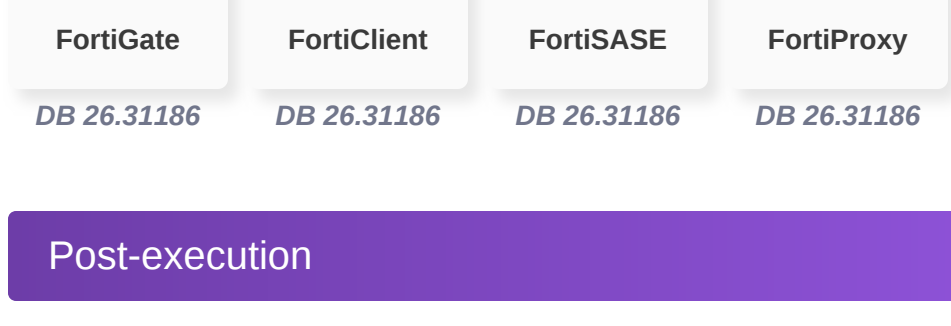 FortiGate FortiClient FortiSASE FortiProxy
DB 26.31186 DB 26.31186 DB 26.31186 DB 26.31186
Post-execution